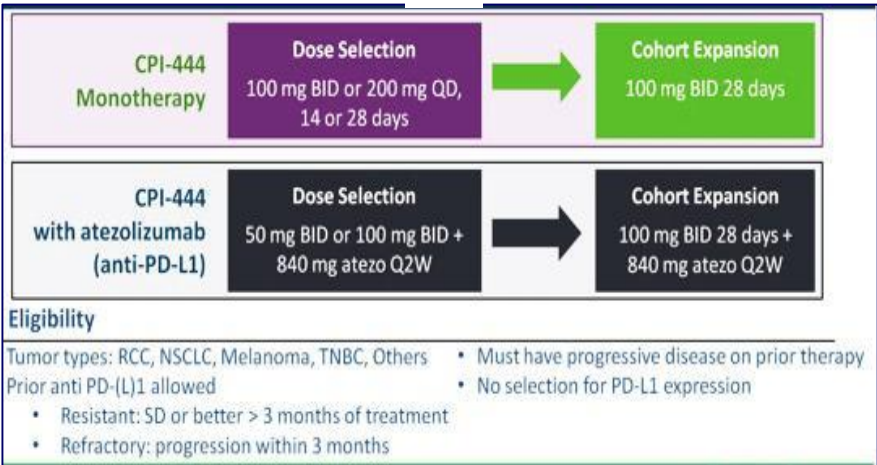 CPI-444
Monotherapy
Dose Selection
100 mg BID or 200 mg QD,
14 or 28 days
Cohort Expansion
100 mg BID 28 days
CPI-444
with atezolizumab
(anti-PD-L1)
Dose Selection
50 mg BID or 100 mg BID +
840 mg atezo Q2W
Cohort Expansion
100 mg BID 28 days +
840 mg atezo Q2W
Eligibility
Tumor types: RCC, NSCLC, Melanoma, TNBC, Others
Prior anti PD-(L)1 allowed
• Resistant: SD or better > 3 months of treatment
• Refractory: progression within 3 months
• Must have progressive disease on prior therapy
• No selection for PD-L1 expression